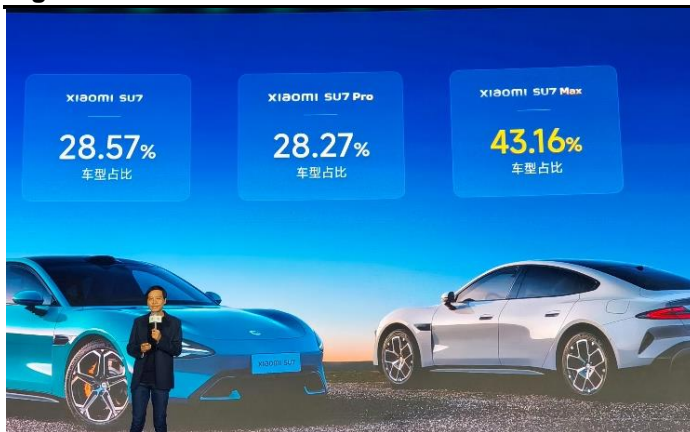 XIAOMI SU7
28.57%
车型占比
XIAOMI SU7 Pro
28.27%
车型占比
XIAOMI SU7 Max
43.16%
车型占比
XIAOMI SU7